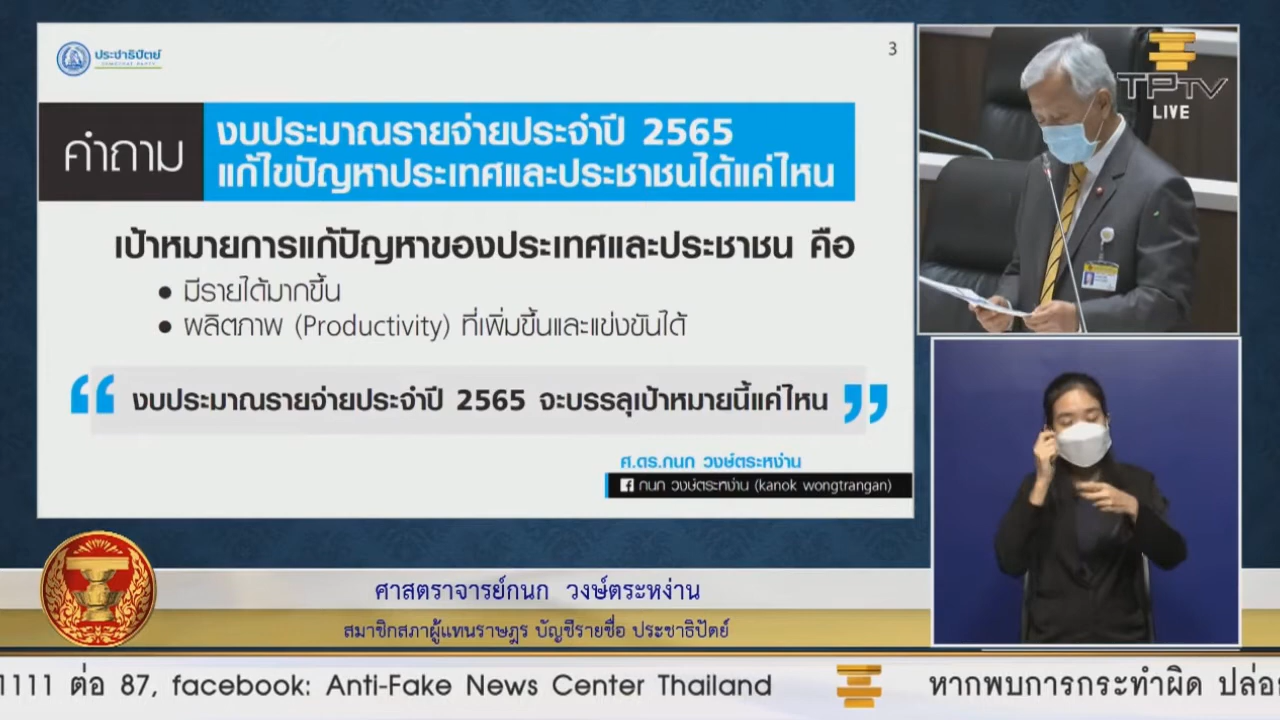 ประชาธิปัตย์
3
TPTV
LIVE
คำถาม
งบประมาณรายจ่ายประจำปี 2565
แก้ไขปัญหาประเทศและประชาชนได้แค่ไหน
เป้าหมายการแก้ปัญหาของประเทศและประชาชน คือ
● มีรายได้มากขึ้น
● ผลิตภาพ (Productivity) ที่เพิ่มขึ้นและแข่งขันได้
“ งบประมาณรายจ่ายประจำปี 2565 จะบรรลุเป้าหมายนี้แค่ไหน ”
ศ.ดร.กนก วงษ์ตระหง่าน
กนก วงษ์ตระหง่าน (kanok wongtrangan)
ศาสตราจารย์กนก วงษ์ตระหง่าน
สมาชิกสภาผู้แทนราษฎร บัญชีรายชื่อ ประชาธิปัตย์
1111 ต่อ 87, facebook: Anti-Fake News Center Thailand
หากพบการกระทำผิด ปล่อย